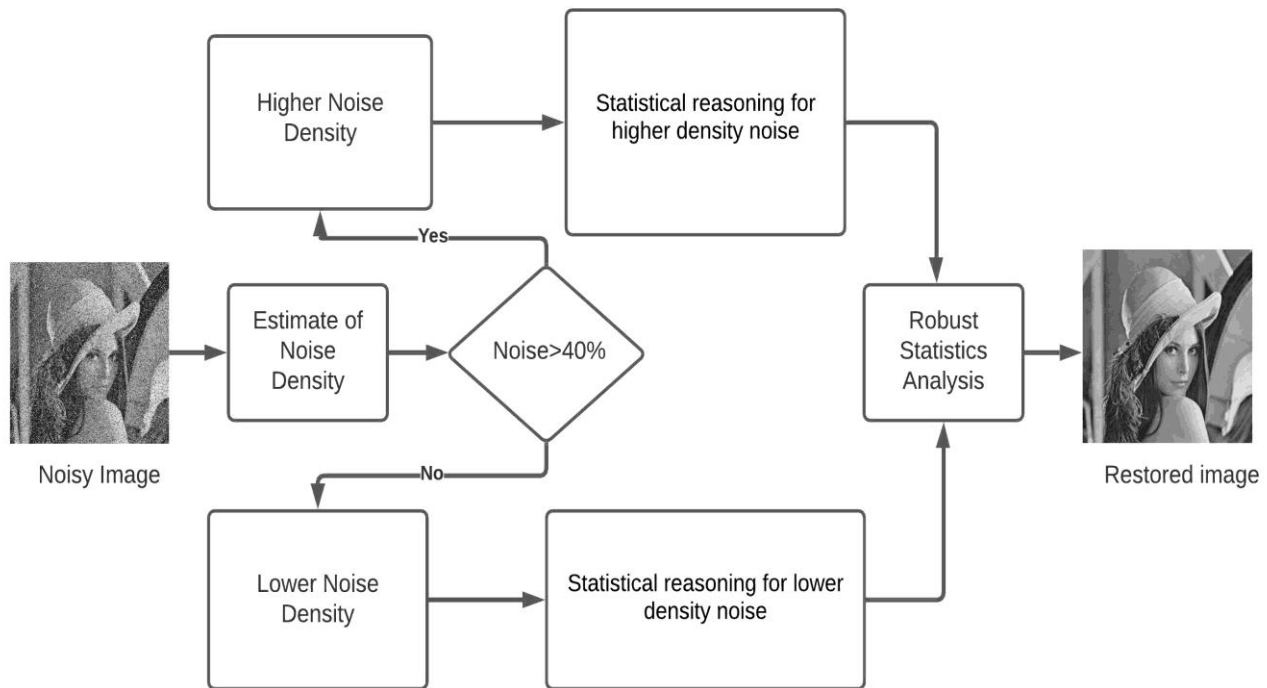 Higher Noise
Density
Statistical reasoning for
higher density noise
Yes
Estimate of
Noise
Density
Noise>40%
Robust
Statistics
Analysis
Noisy Image
No
Restored image
Lower Noise
Density
Statistical reasoning for lower
density noise